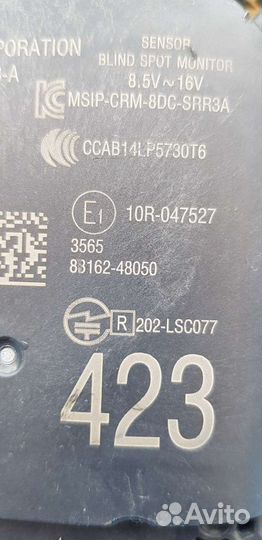 PORATION
SENSOR
BLIND SPOT MONITOR
-A
8.5V~16V
MSIP-CRM-8DC-SRR3A
CCAB14LP5730T6
E1
10R-047527
3565
88162-48050
R 202-LSC077
423
Avito